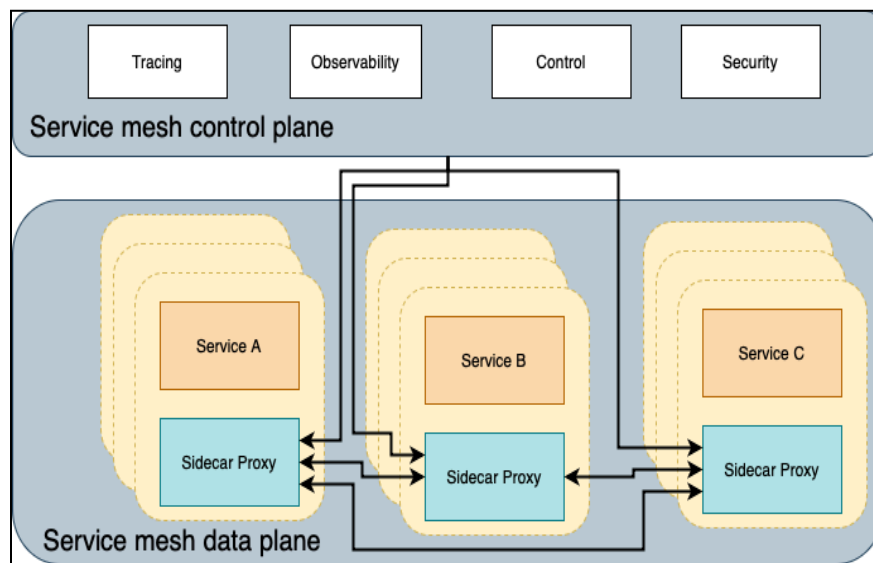 Tracing
Observability
Control
Security
Service mesh control plane
Service A
Service B
Service C
Sidecar Proxy
Sidecar Proxy
Sidecar Proxy
Service mesh data plane